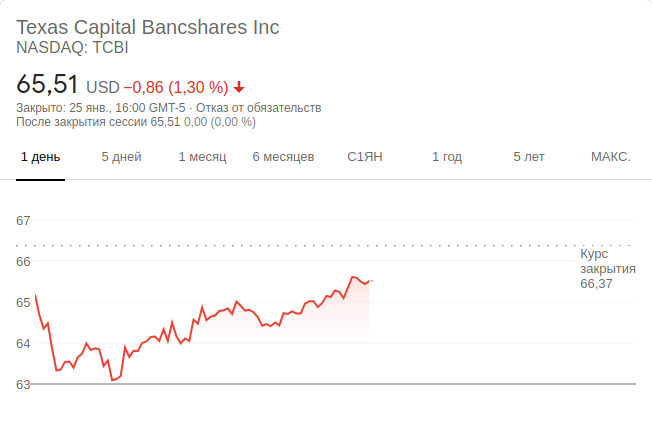 Texas Capital Bancshares Inc
NASDAQ: TCBI
65,51 USD −0,86 (1,30 %)
Закрыто: 25 янв., 16:00 GMT-5 · Отказ от обязательств
После закрытия сессии 65,51 0,00 (0,00 %)
1 день 5 дней 1 месяц 6 месяцев С1ЯН 1 год 5 лет МАКС.
67
66
65
64
63
Курс
закрытия
66,37